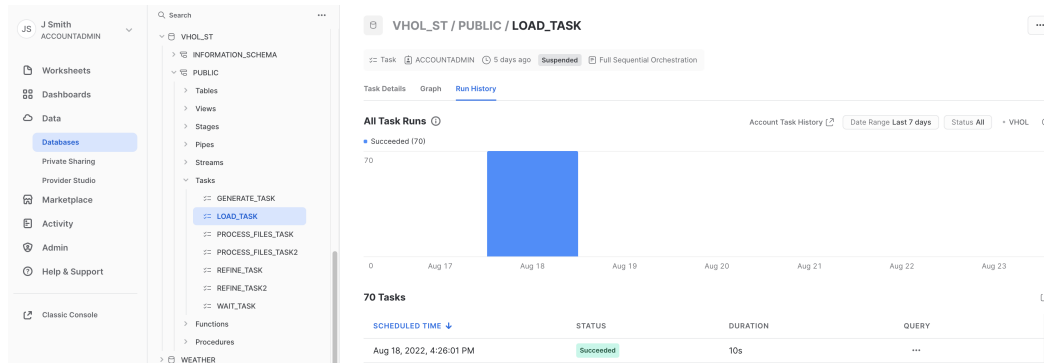 JS
J Smith
ACCOUNTADMIN
Worksheets
Dashboards
Data
Databases
Private Sharing
Provider Studio
Marketplace
Activity
Admin
Help & Support
Classic Console
Search
VHOL_ST
INFORMATION_SCHEMA
PUBLIC
Tables
Views
Stages
Pipes
Streams
Tasks
GENERATE_TASK
LOAD_TASK
PROCESS_FILES_TASK
PROCESS_FILES_TASK2
REFINE_TASK
REFINE_TASK2
WAIT_TASK
Functions
Procedures
WEATHER
VHOL_ST / PUBLIC / LOAD_TASK
Task ACCOUNTADMIN 5 days ago Suspended Full Sequential Orchestration
Task Details Graph Run History
All Task Runs Account Task History Date Range Last 7 days Status All VHOL
Succeeded (70)
70
0 Aug 17 Aug 18 Aug 19 Aug 20 Aug 21 Aug 22 Aug 23
70 Tasks
SCHEDULED TIME STATUS DURATION QUERY
Aug 18, 2022, 4:26:01 PM Succeeded 10s